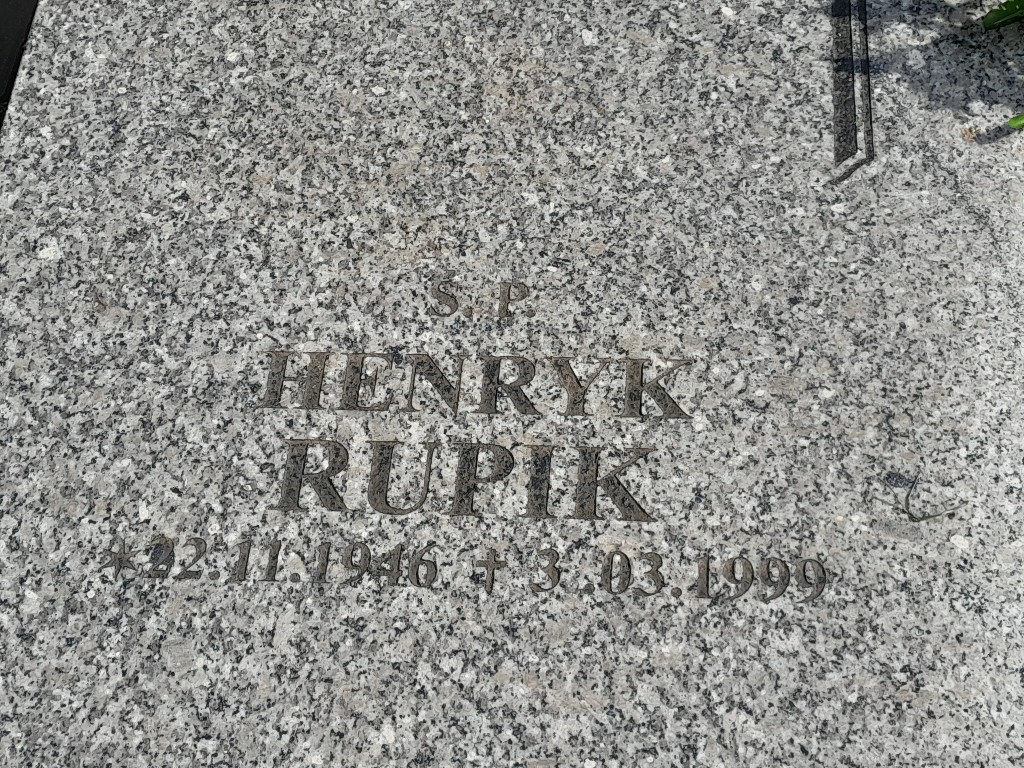 Ś. P.
HENRYK
RUPIK
*22.11.1946 ✝ 3.03.1999